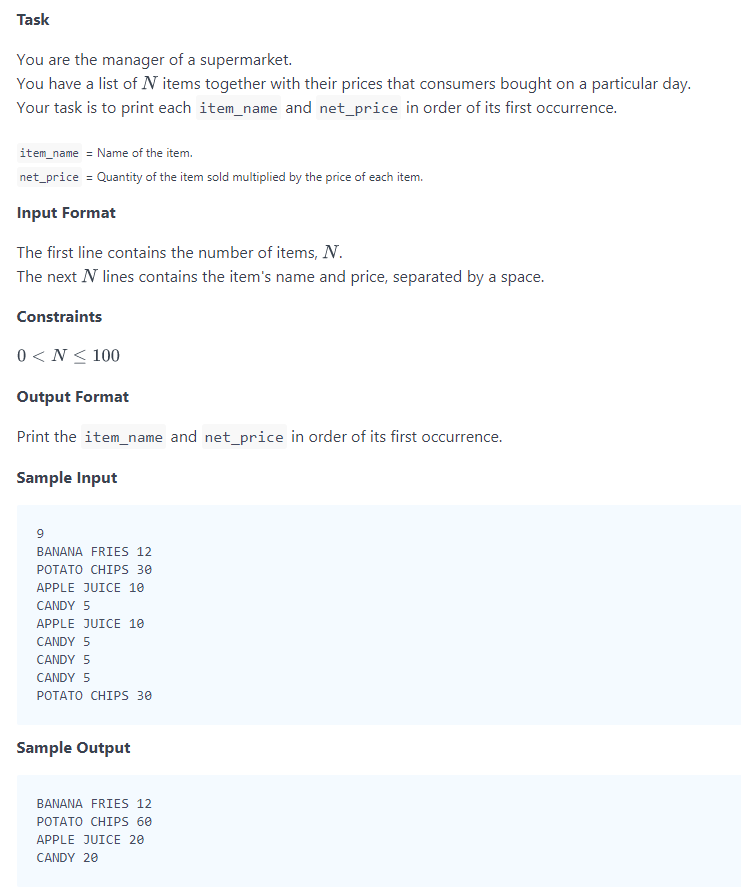 Task
You are the manager of a supermarket.
You have a list of N items together with their prices that consumers bought on a particular day.
Your task is to print each item_name and net_price in order of its first occurrence.
item_name = Name of the item.
net_price = Quantity of the item sold multiplied by the price of each item.
Input Format
The first line contains the number of items, N.
The next N lines contains the item's name and price, separated by a space.
Constraints
0 < N ≤ 100
Output Format
Print the item_name and net_price in order of its first occurrence.
Sample Input
9
BANANA FRIES 12
POTATO CHIPS 30
APPLE JUICE 10
CANDY 5
APPLE JUICE 10
CANDY 5
CANDY 5
CANDY 5
POTATO CHIPS 30
Sample Output
BANANA FRIES 12
POTATO CHIPS 60
APPLE JUICE 20
CANDY 20